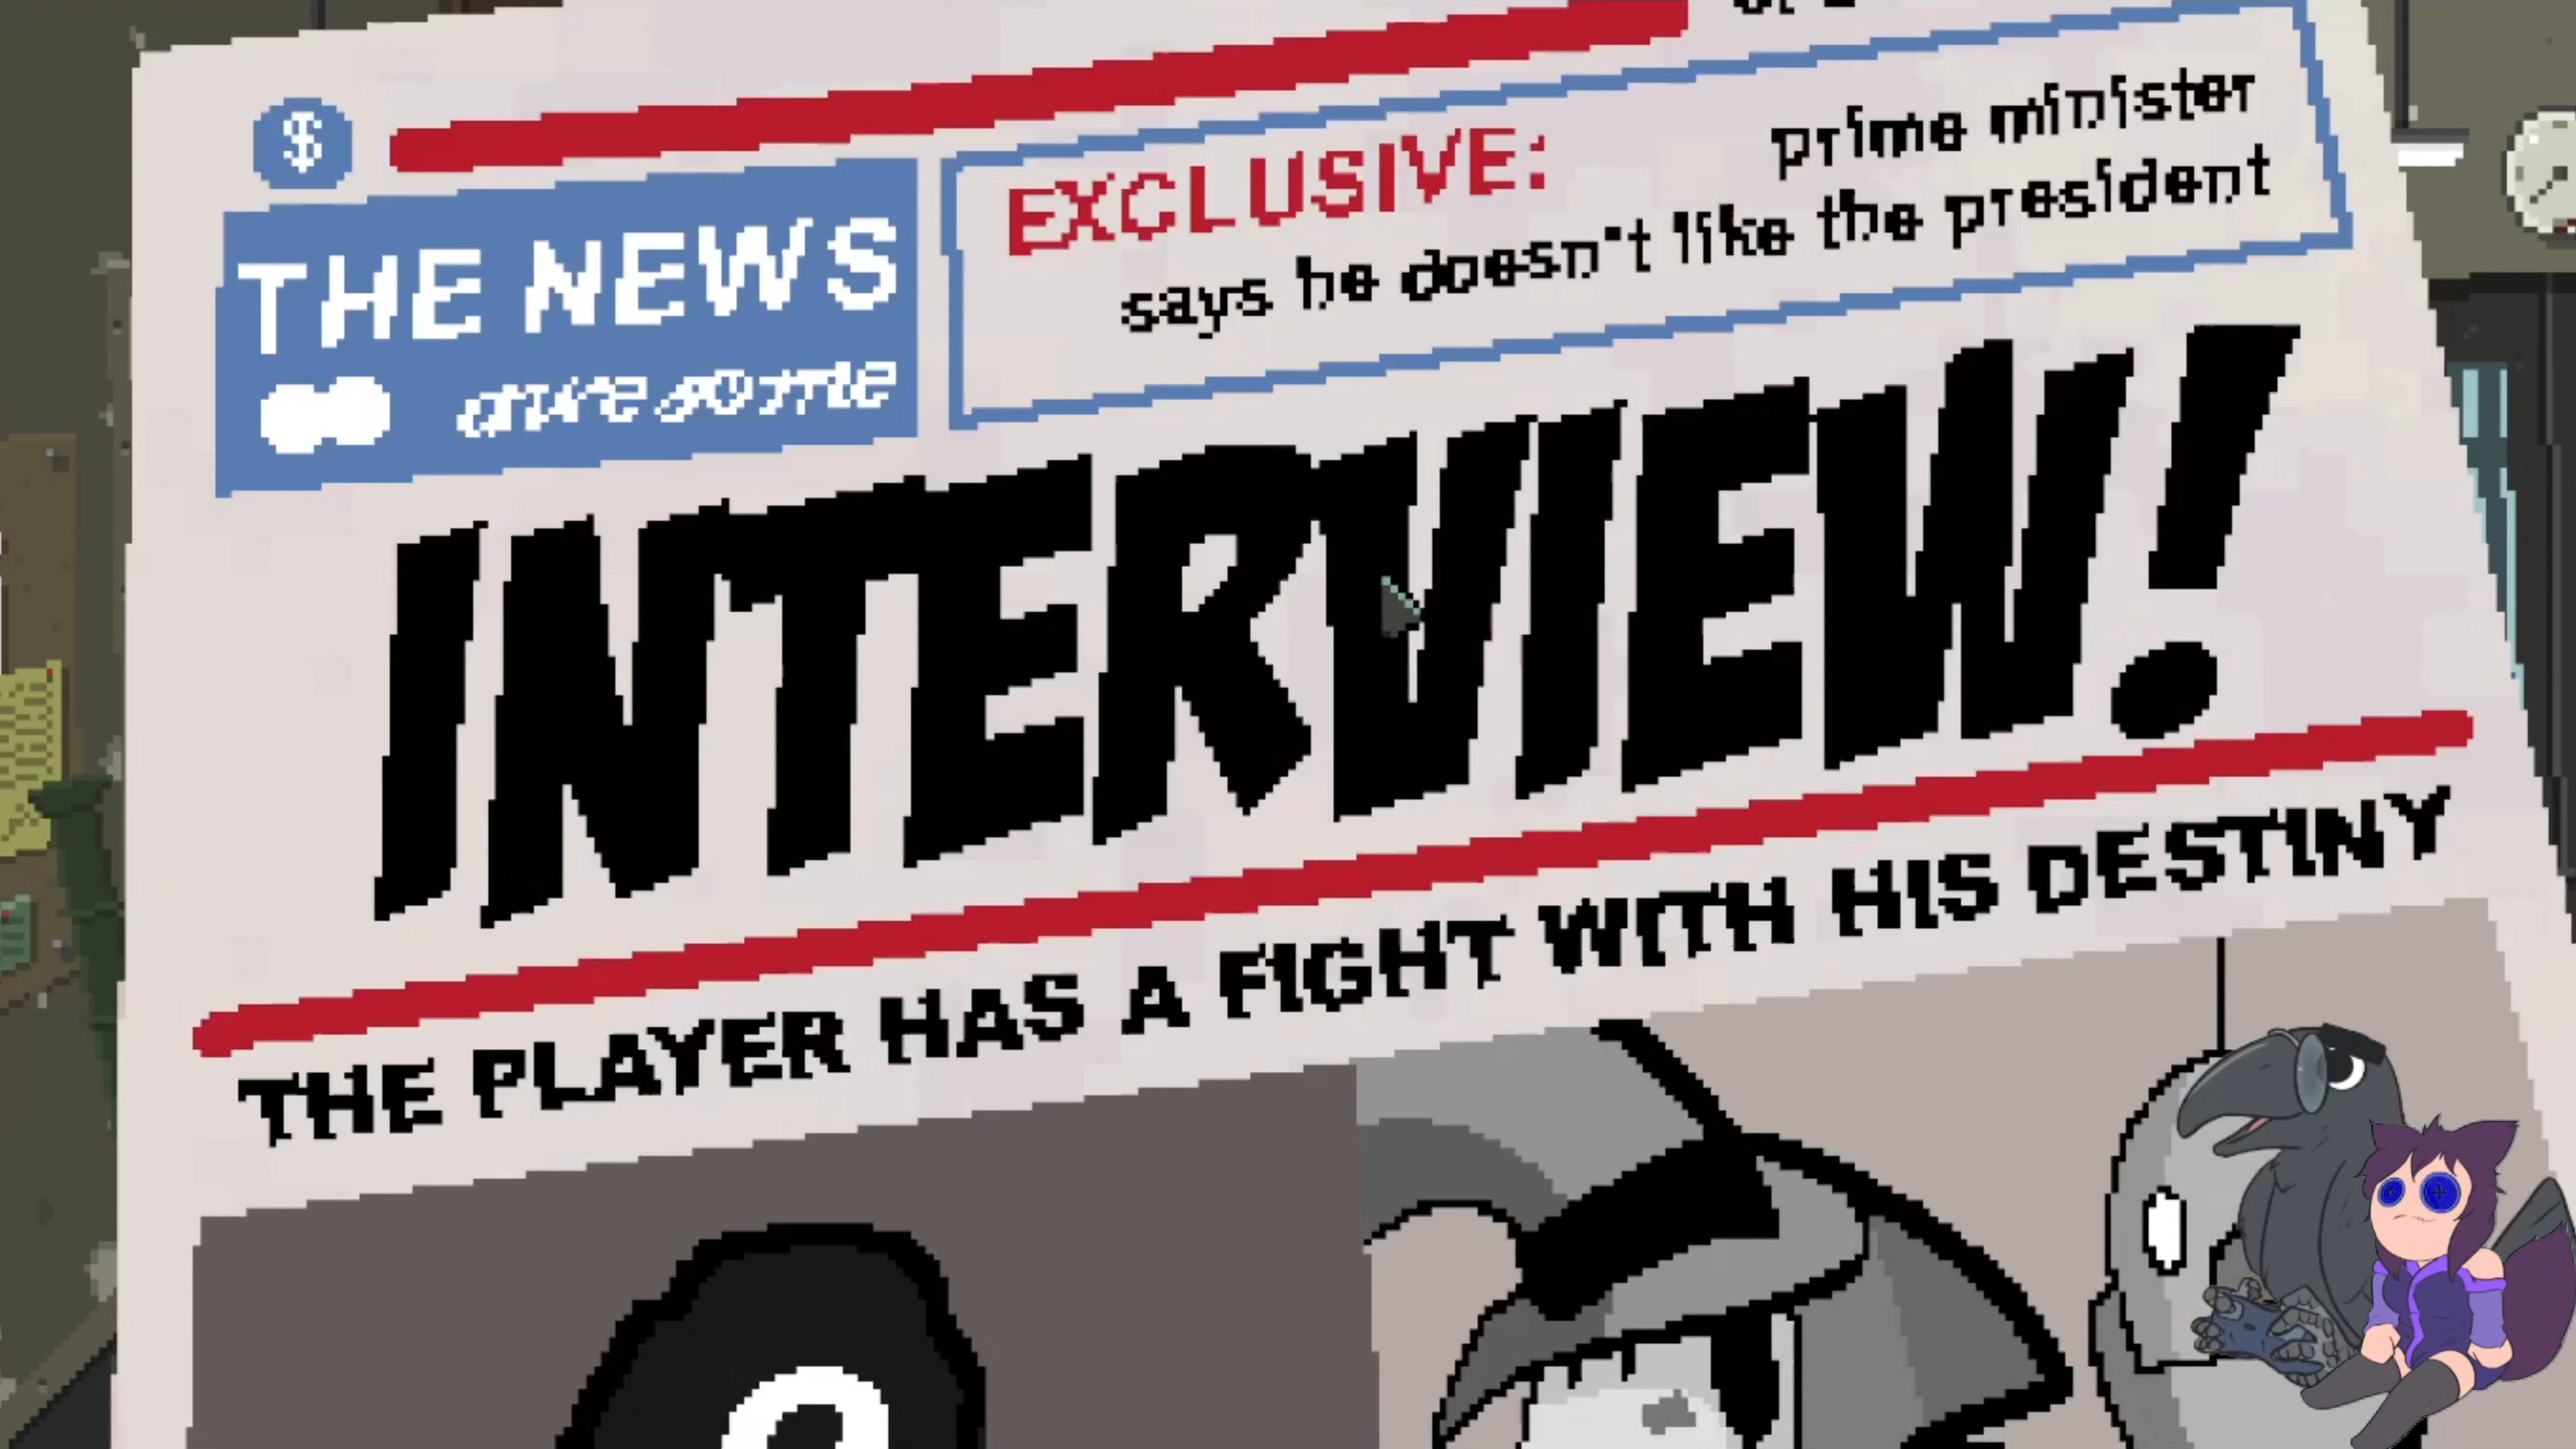 $
THE NEWS
awesome
EXCLUSIVE:
prime minister
says he doesn't like the president
INTERVIEW!
THE PLAYER HAS A FIGHT WITH HIS DESTINY